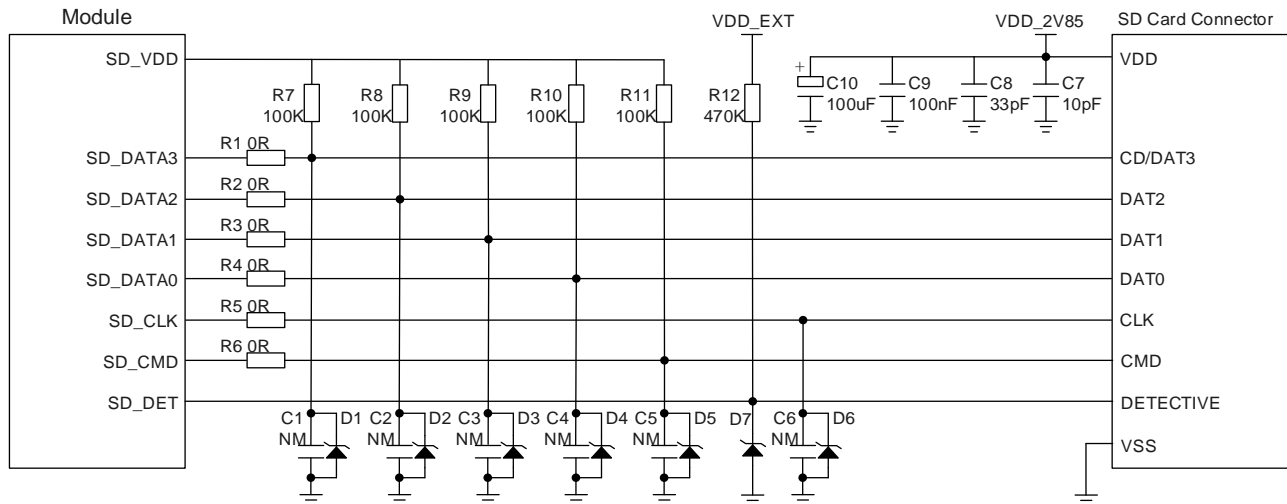 Module
VDD_EXT
VDD_2V85
SD Card Connector
SD_VDD
VDD
R7
100K
R8
100K
R9
100K
R10
100K
R11
100K
R12
470K
+
C10
100uF
C9
100nF
C8
33pF
C7
10pF
SD_DATA3
R1 0R
CD/DAT3
SD_DATA2
R2 0R
DAT2
SD_DATA1
R3 0R
DAT1
SD_DATA0
R4 0R
DAT0
SD_CLK
R5 0R
CLK
SD_CMD
R6 0R
CMD
SD_DET
DETECTIVE
C1
NM
D1
C2
NM
D2
C3
NM
D3
C4
NM
D4
C5
NM
D5
D7
C6
NM
D6
VSS